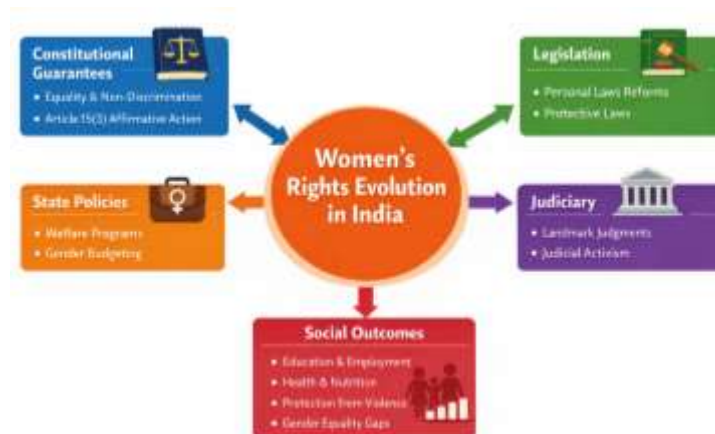 Constitutional
Guarantees
• Equality & Non-Discrimination
• Article 15(3) Affirmative Action
Legislation
• Personal Laws Reforms
• Protective Laws
Women's
Rights Evolution
in India
State Policies
• Welfare Programs
• Gender Budgeting
Judiciary
• Landmark Judgments
• Judicial Activism
Social Outcomes
• Education & Employment
• Health & Nutrition
• Protection from Violence
• Gender Equality Gaps